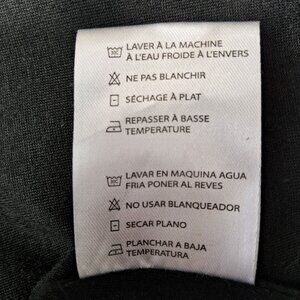 LAVER À LA MACHINE
À L'EAU FROIDE À L'ENVERS
NE PAS BLANCHIR
SÉCHAGE À PLAT
REPASSER À BASSE
TEMPERATURE
LAVAR EN MAQUINA AGUA
FRIA PONER AL REVES
NO USAR BLANQUEADOR
SECAR PLANO
PLANCHAR A BAJA
TEMPERATURA